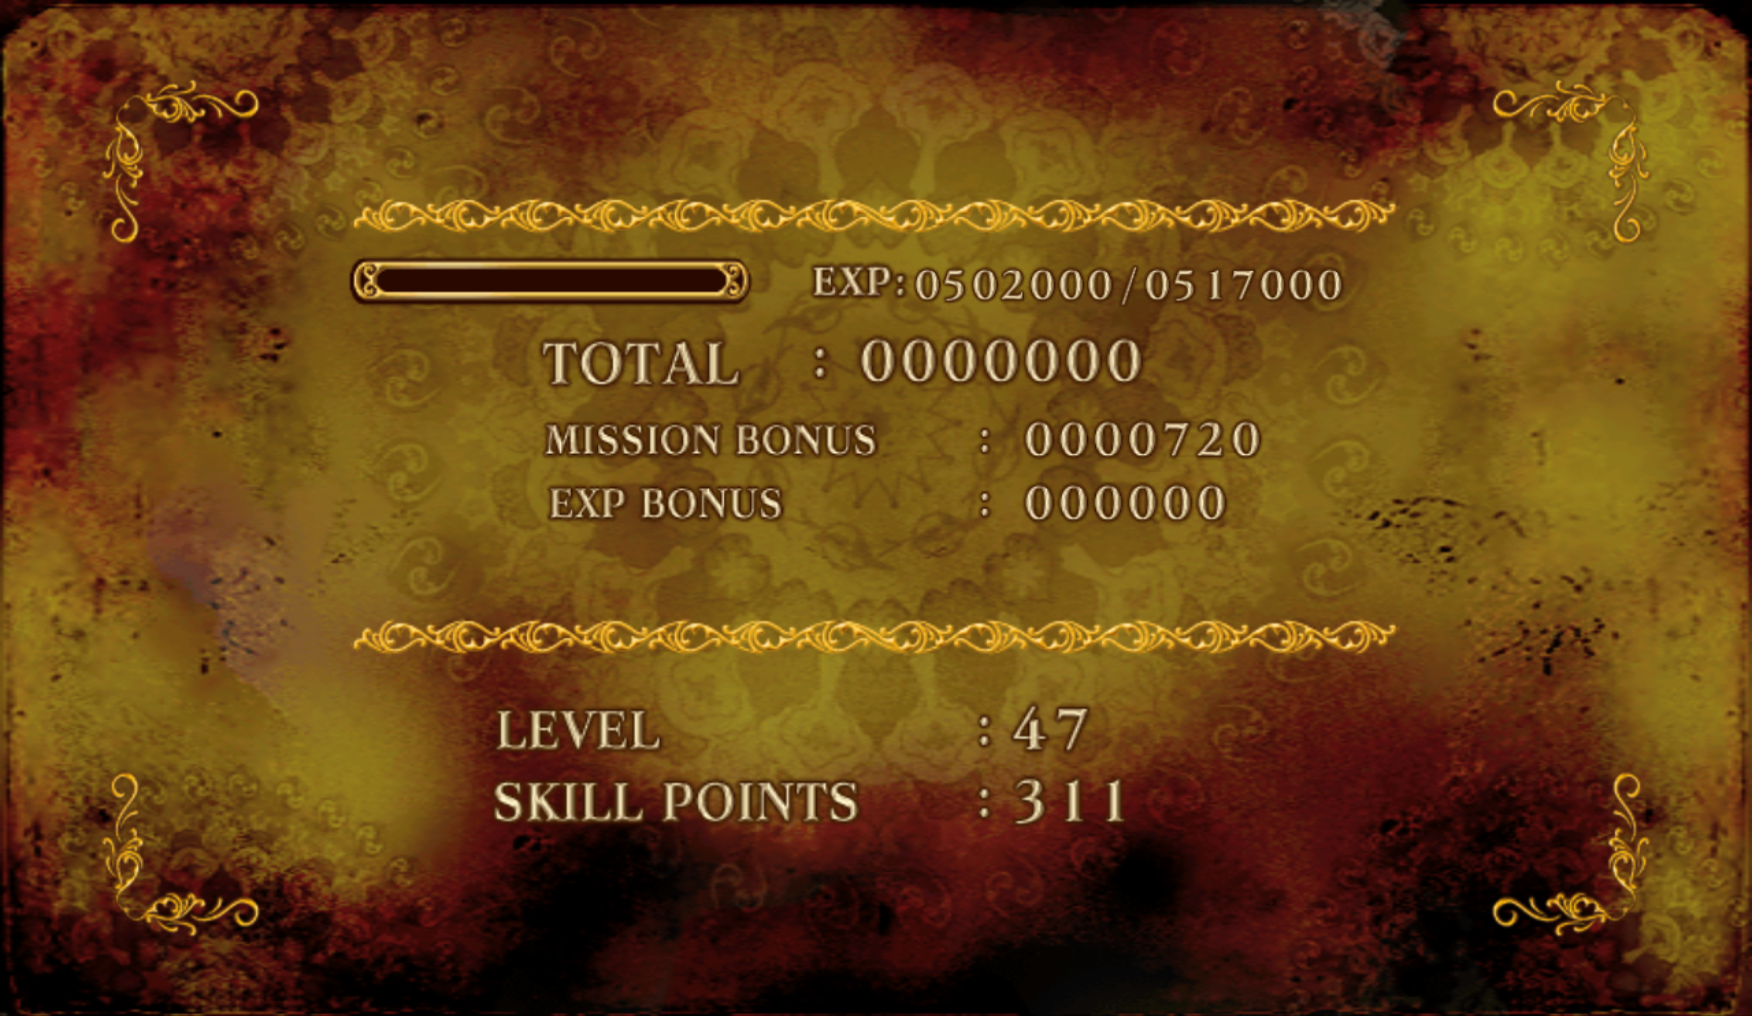 EXP:0502000/0517000
TOTAL : 0000000
MISSION BONUS : 0000720
EXP BONUS : 000000
LEVEL : 47
SKILL POINTS : 311